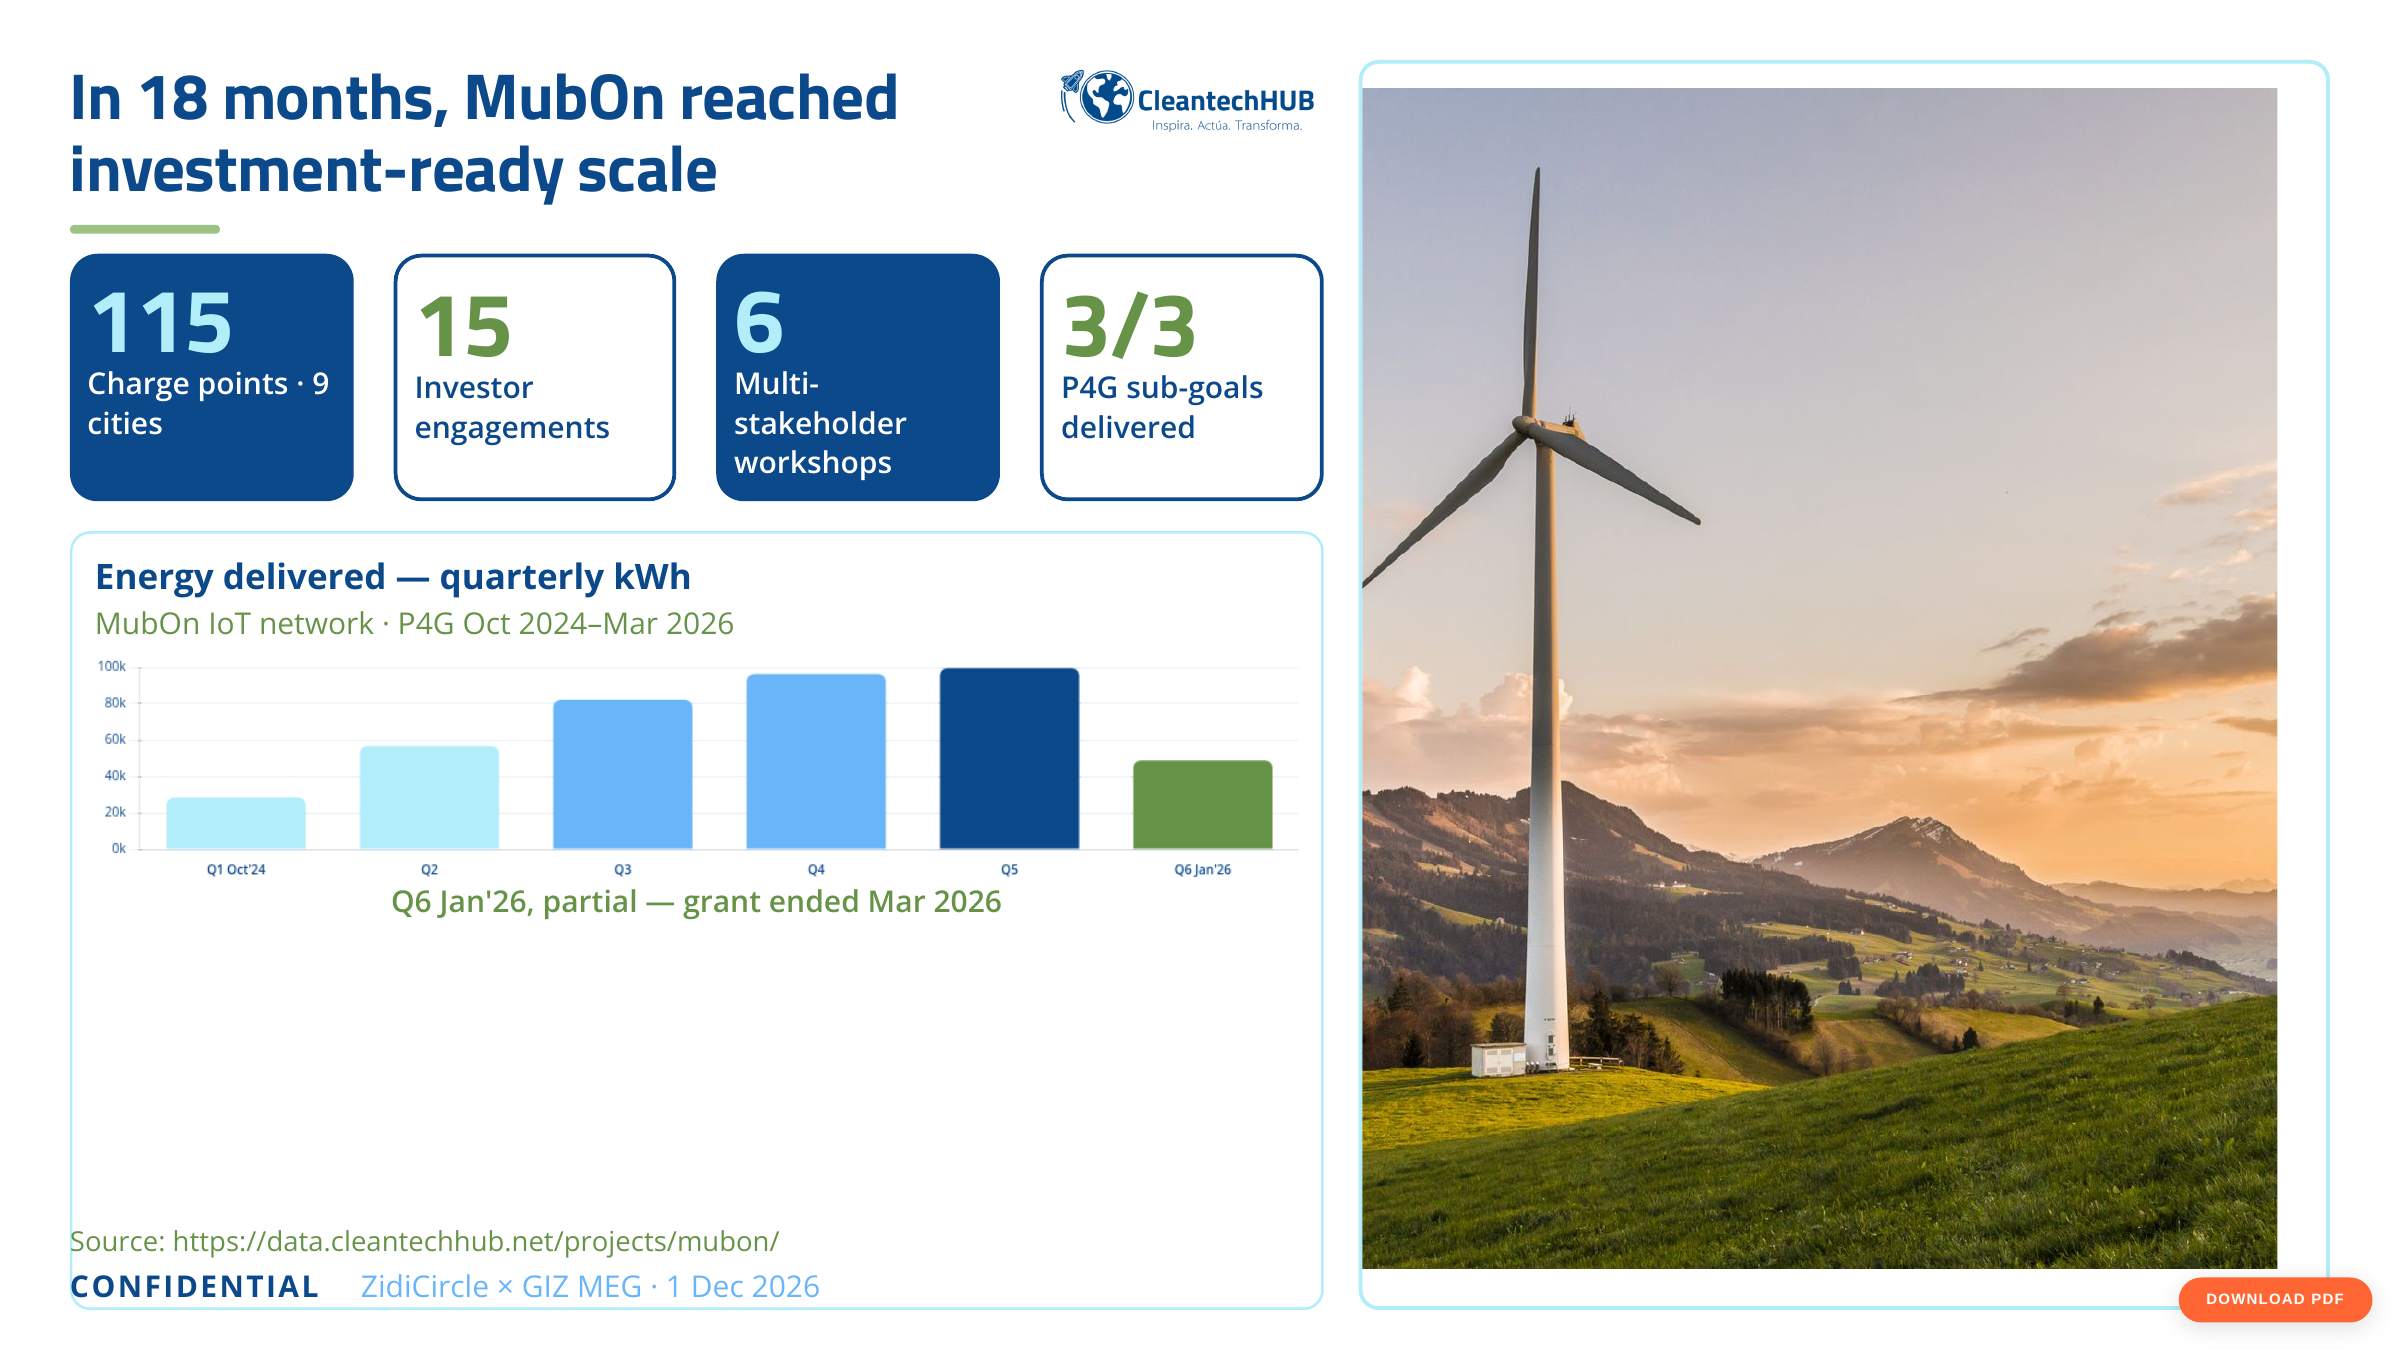 In 18 months, MubOn reached
investment-ready scale
CleantechHUB
Inspira. Actúa. Transforma.
115
Charge points · 9
cities
15
Investor
engagements
6
Multi-
stakeholder
workshops
3/3
P4G sub-goals
delivered
Energy delivered — quarterly kWh
MubOn IoT network · P4G Oct 2024–Mar 2026
100k
80k
60k
40k
20k
0k
Q1 Oct'24
Q2
Q3
Q4
Q5
Q6 Jan'26
Q6 Jan'26, partial — grant ended Mar 2026
Source: https://data.cleantechhub.net/projects/mubon/
CONFIDENTIAL ZidiCircle × GIZ MEG · 1 Dec 2026
DOWNLOAD PDF